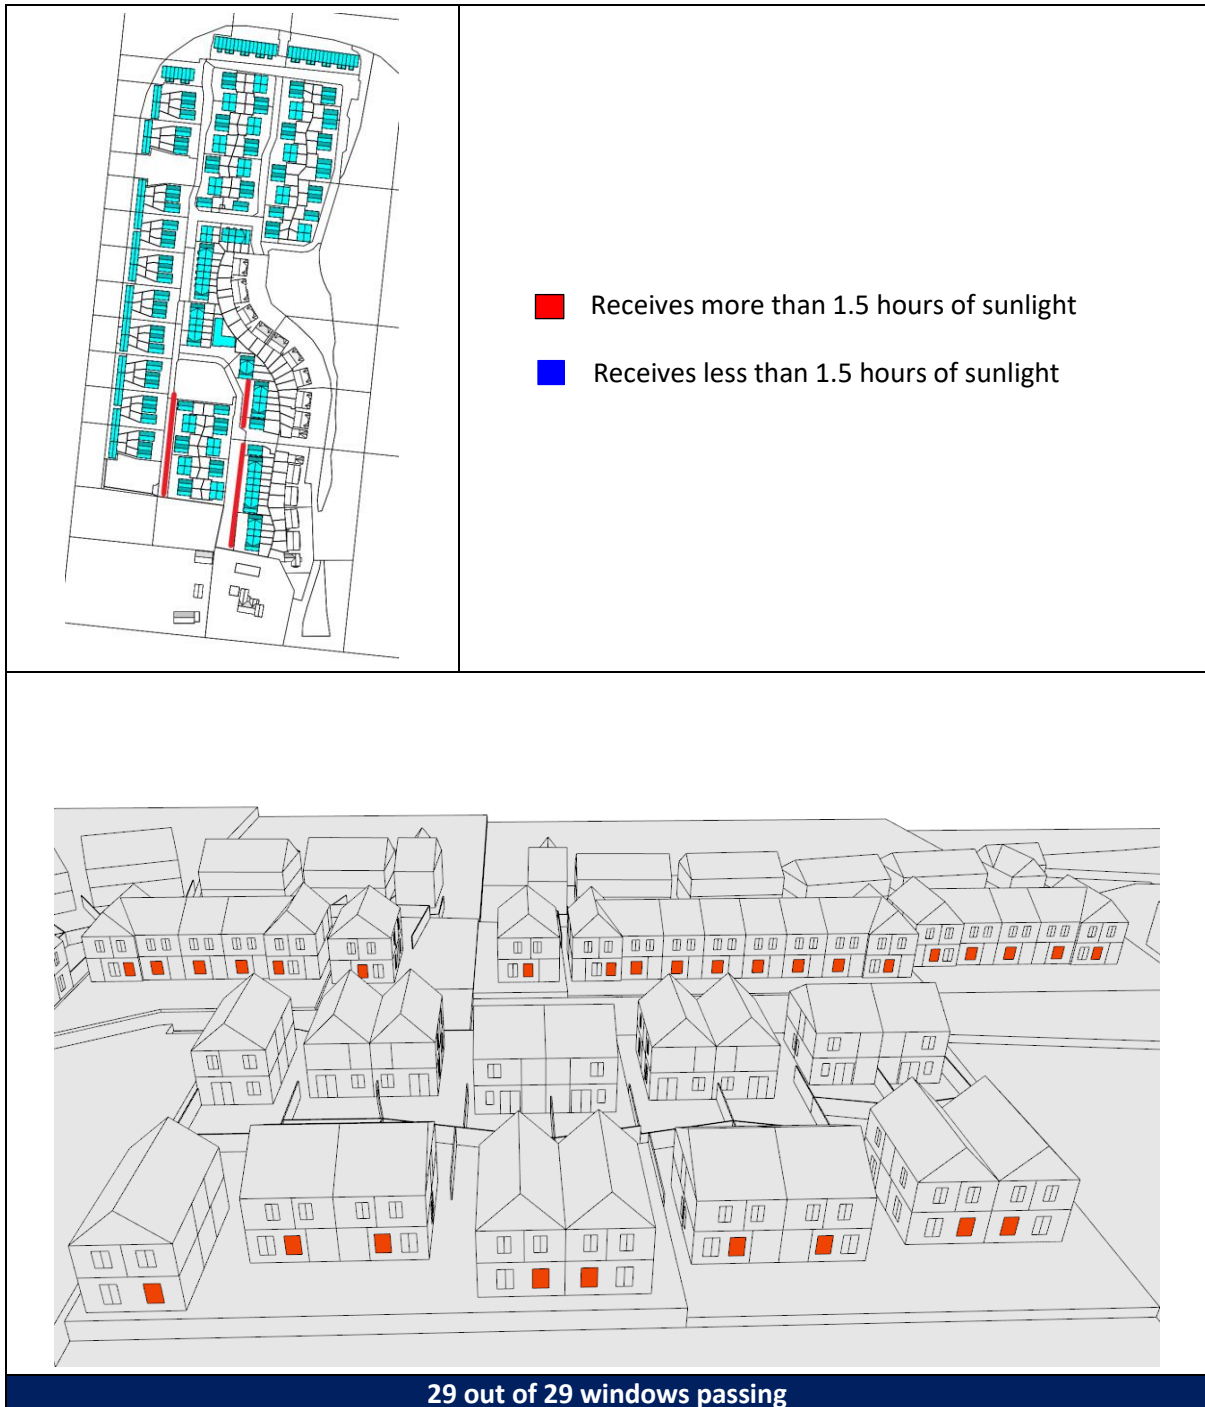 Receives more than 1.5 hours of sunlight
Receives less than 1.5 hours of sunlight
29 out of 29 windows passing